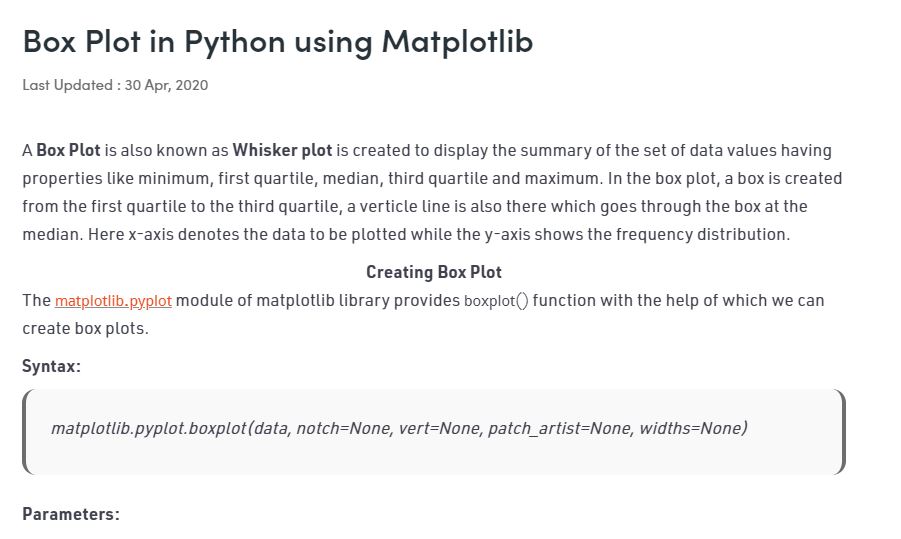 Box Plot in Python using Matplotlib
Last Updated : 30 Apr, 2020
A Box Plot is also known as Whisker plot is created to display the summary of the set of data values having
properties like minimum, first quartile, median, third quartile and maximum. In the box plot, a box is created
from the first quartile to the third quartile, a verticle line is also there which goes through the box at the
median. Here x-axis denotes the data to be plotted while the y-axis shows the frequency distribution.
Creating Box Plot
The matplotlib.pyplot module of matplotlib library provides boxplot() function with the help of which we can
create box plots.
Syntax:
matplotlib.pyplot.boxplot(data, notch=None, vert=None, patch_artist=None, widths=None)
Parameters: